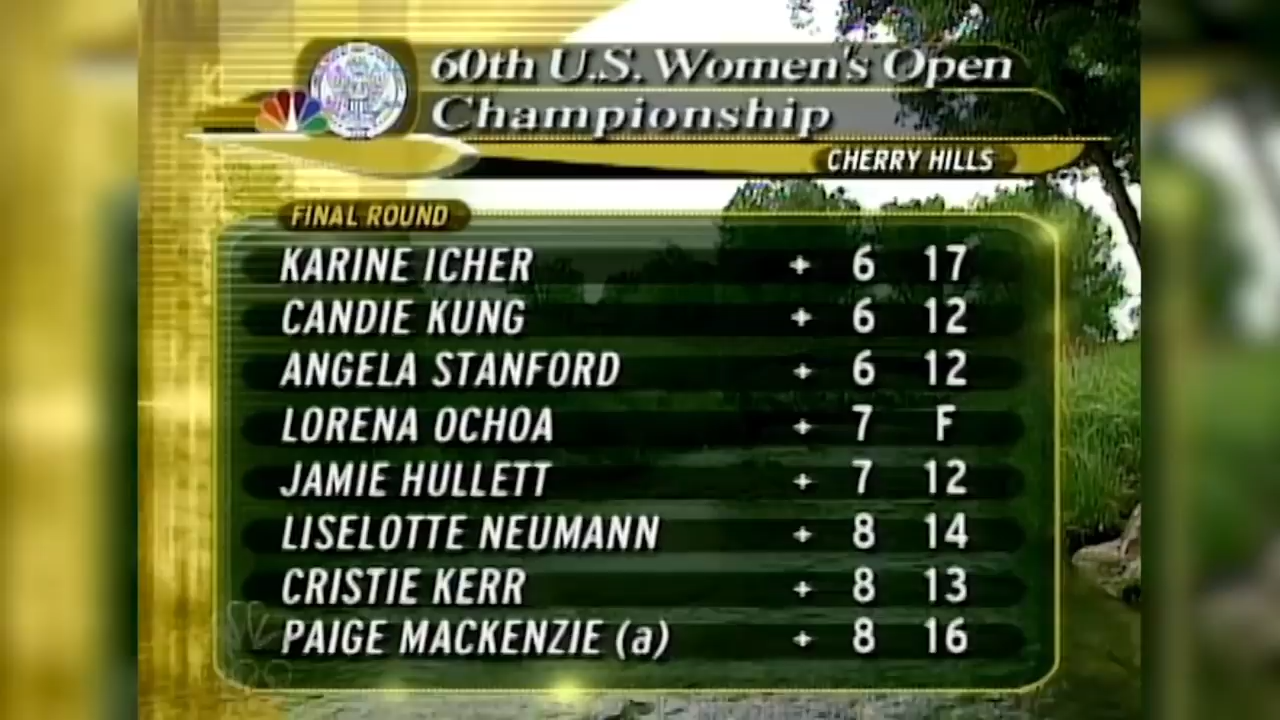 60th U.S. Women's Open
Championship
CHERRY HILLS
FINAL ROUND
KARINE ICHER + 6 17
CANDIE KUNG + 6 12
ANGELA STANFORD + 6 12
LORENA OCHOA + 7 F
JAMIE HULLETT + 7 12
LISELOTTE NEUMANN + 8 14
CRISTIE KERR + 8 13
PAIGE MACKENZIE (a) + 8 16